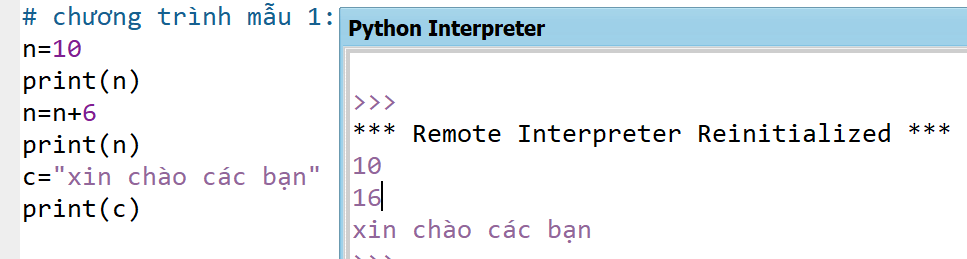 # chương trình mẫu 1:
n=10
print(n)
n=n+6
print(n)
c="xin chào các bạn"
print(c)
Python Interpreter
>>>
*** Remote Interpreter Reinitialized ***
10
16
xin chào các bạn
>>>